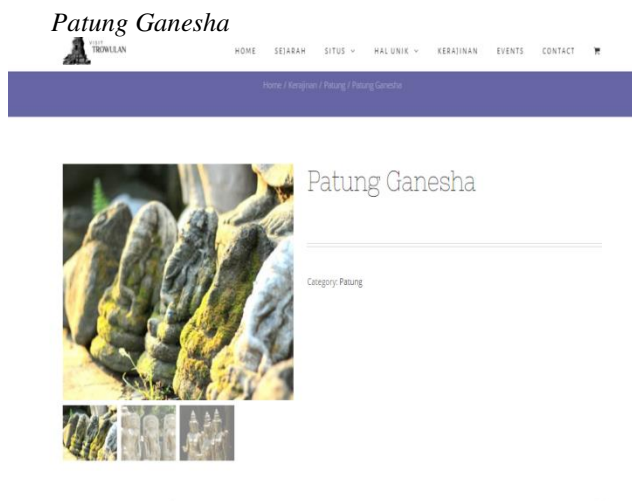 Patung Ganesha
VISIT
TROWULAN
HOME SEJARAH SITUS HAL UNIK KERAJINAN EVENTS CONTACT
Home / Kerajinan / Patung / Patung Ganesha
Patung Ganesha
Category: Patung